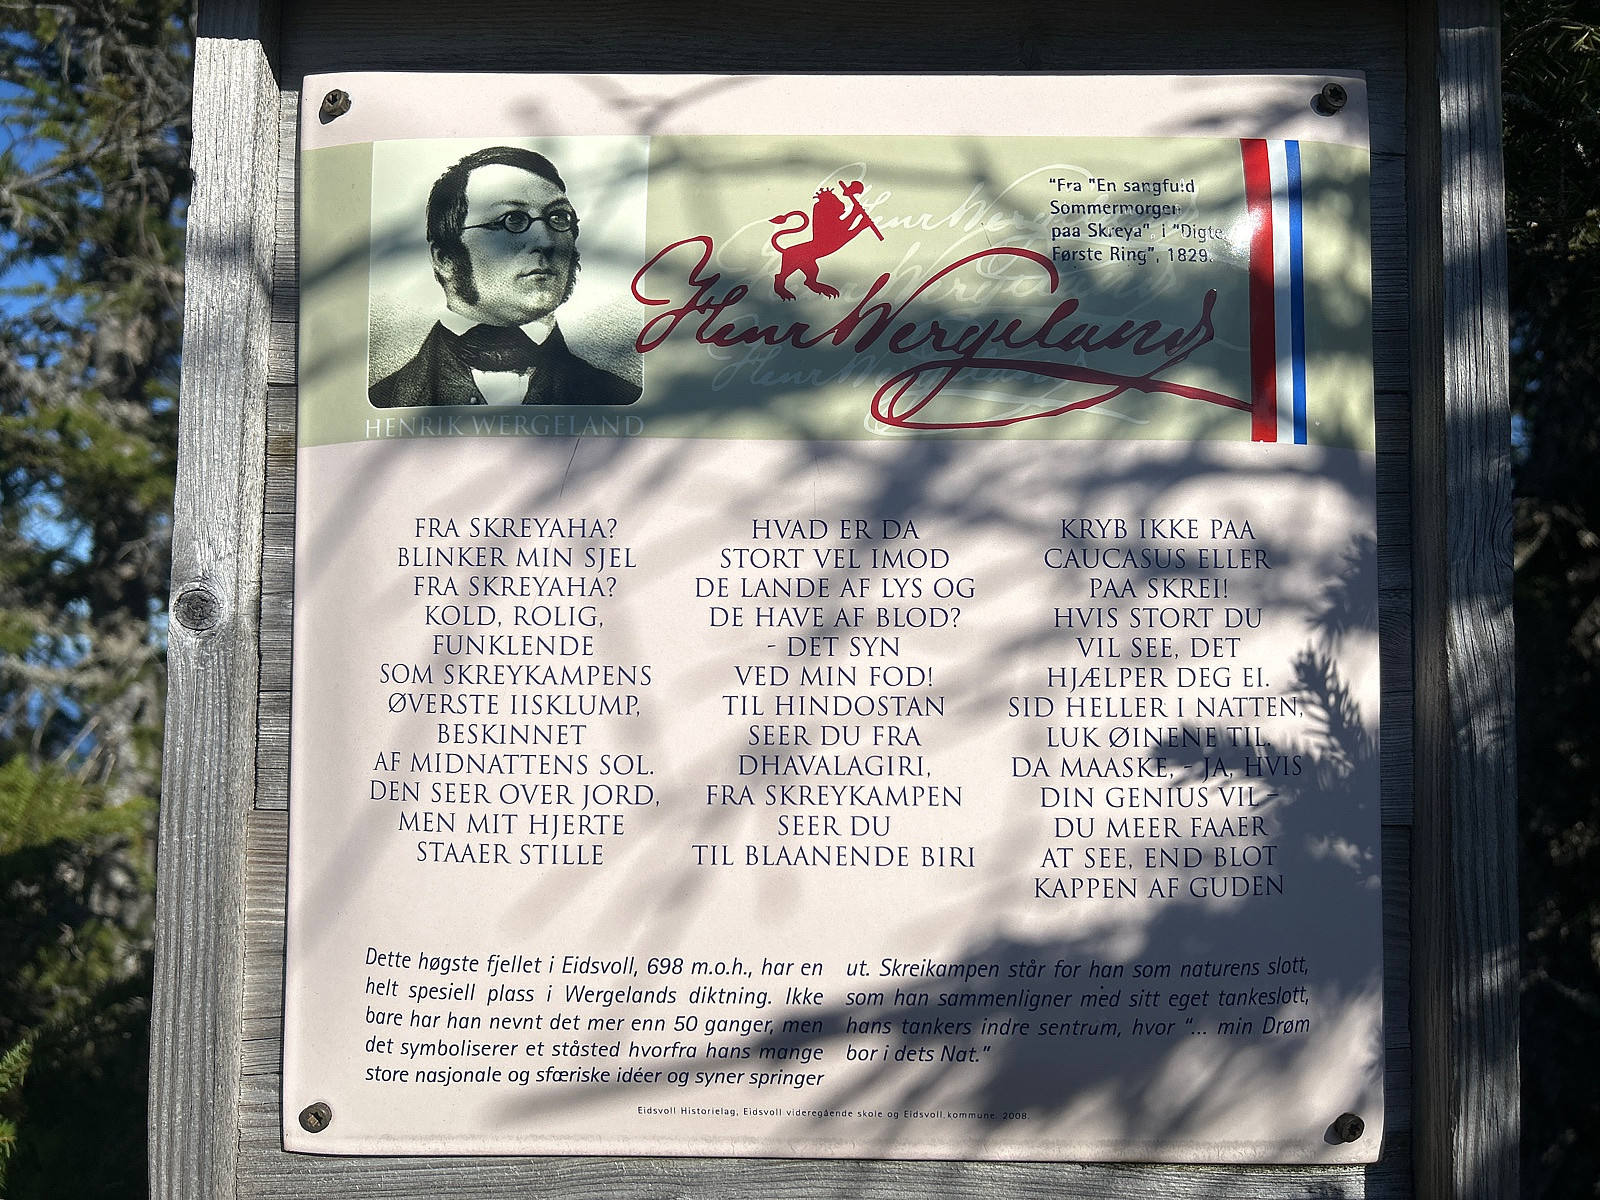 "Fra "En sangfuld
Sommermorgen
paa Skreya", i "Digte
Første Ring", 1829.
Henr Wergeland
HENRIK WERGELAND
FRA SKREYAHA?
BLINKER MIN SJEL
FRA SKREYAHA?
KOLD, ROLIG,
FUNKLENDE
SOM SKREYKAMPENS
ØVERSTE IISKLUMP,
BESKINNET
AF MIDNATTENS SOL.
DEN SEER OVER JORD,
MEN MIT HJERTE
STAAER STILLE
HVAD ER DA
STORT VEL IMOD
DE LANDE AF LYS OG
DE HAVE AF BLOD?
- DET SYN
VED MIN FOD!
TIL HINDOSTAN
SEER DU FRA
DHAVALAGIRI,
FRA SKREYKAMPEN
SEER DU
TIL BLAANENDE BIRI
KRYB IKKE PAA
CAUCASUS ELLER
PAA SKREI!
HVIS STORT DU
VIL SEE, DET
HJÆLPER DEG EI.
SID HELLER I NATTEN,
LUK ØINENE TIL.
DA MAASKE, - JA, HVIS
DIN GENIUS VIL -
DU MEER FAAER
AT SEE, END BLOT
KAPPEN AF GUDEN
Dette høgste fjellet i Eidsvoll, 698 m.o.h., har en
helt spesiell plass i Wergelands diktning. Ikke
bare har han nevnt det mer enn 50 ganger, men
det symboliserer et ståsted hvorfra hans mange
store nasjonale og sfæriske idéer og syner springer
ut. Skreikampen står for han som naturens slott,
som han sammenligner med sitt eget tankeslott,
hans tankers indre sentrum, hvor "... min Drøm
bor i dets Nat."
Eidsvoll Historielag, Eidsvoll videregående skole og Eidsvoll kommune. 2008.